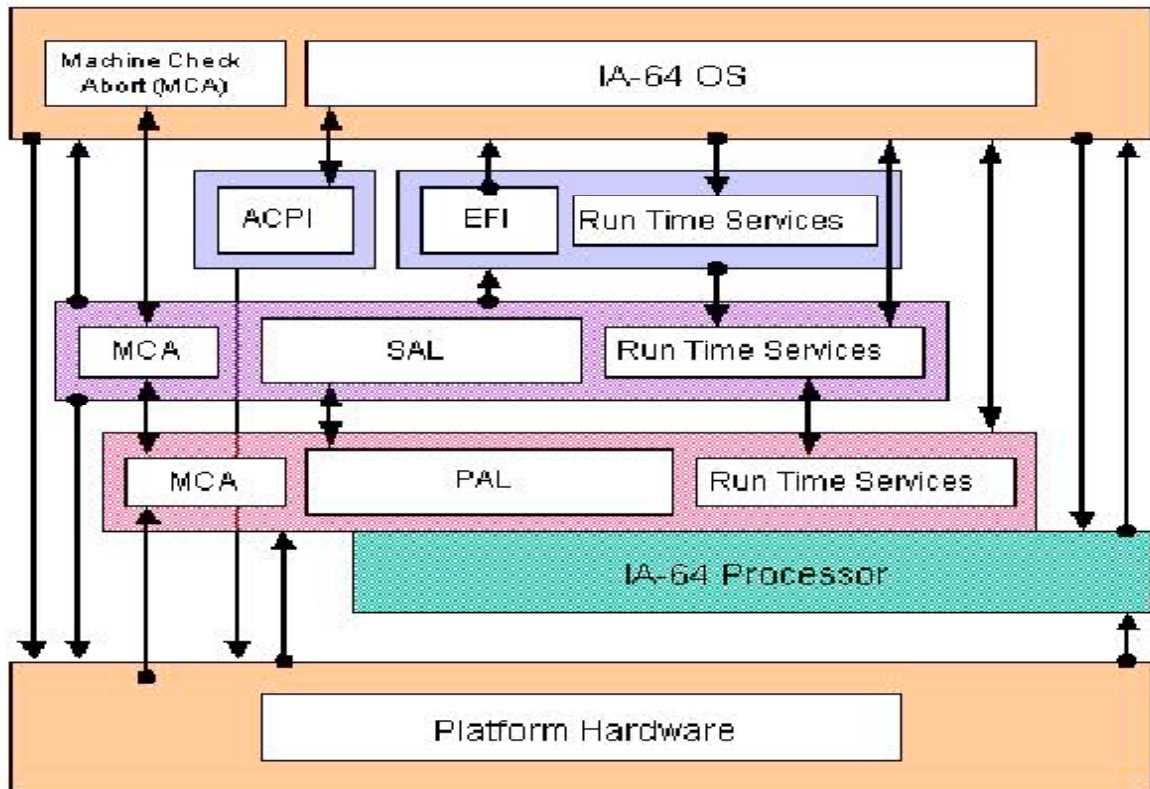 Machine Check
Abort (MCA)
IA-64 OS
ACPI
EFI
Run Time Services
MCA
SAL
Run Time Services
MCA
PAL
Run Time Services
IA-64 Processor
Platform Hardware